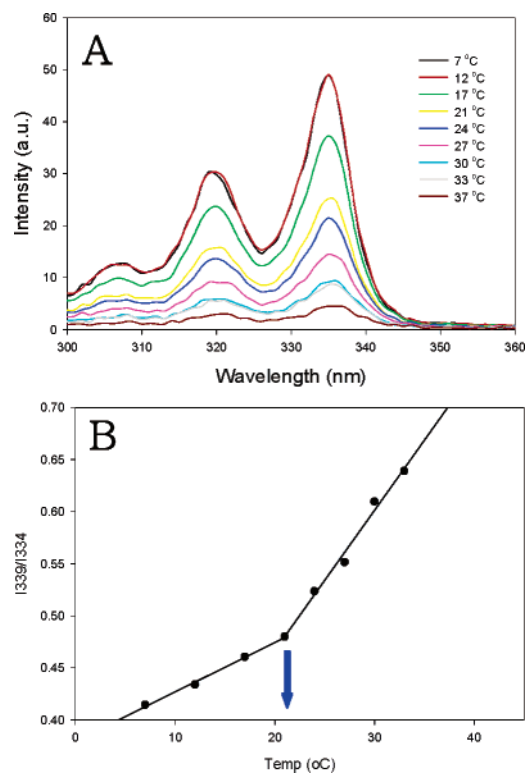 60
A
50
40
30
20
10
0
Intensity (a.u.)
7 °C
12 °C
17 °C
21 °C
24 °C
27 °C
30 °C
33 °C
37 °C
300 310 320 330 340 350 360
Wavelength (nm)
0.70
B
0.65
0.60
0.55
0.50
0.45
0.40
I339/I334
0 10 20 30 40
Temp (oC)